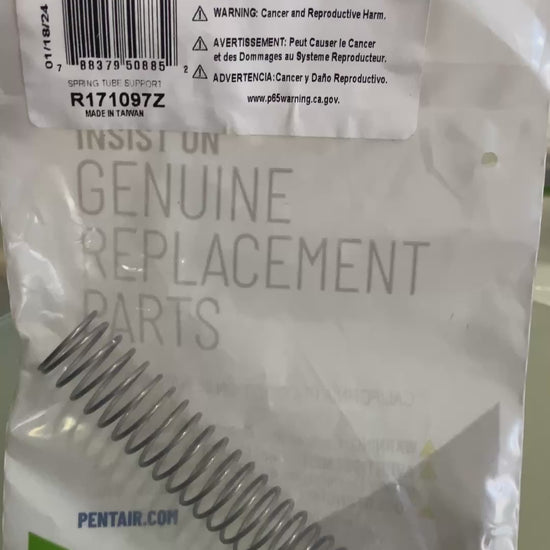 01/18/24
7 88379 50885 2
SPRING TUBE SUPPORT
R171097Z
MADE IN TAIWAN
⚠ WARNING: Cancer and Reproductive Harm.
⚠ AVERTISSEMENT: Peut Causer le Cancer
et des Dommages au Systeme Reproducteur.
⚠ ADVERTENCIA: Cancer y Daño Reproductivo.
www.p65warning.ca.gov.
INSIST ON
GENUINE
REPLACEMENT
PARTS
PENTAIR.COM